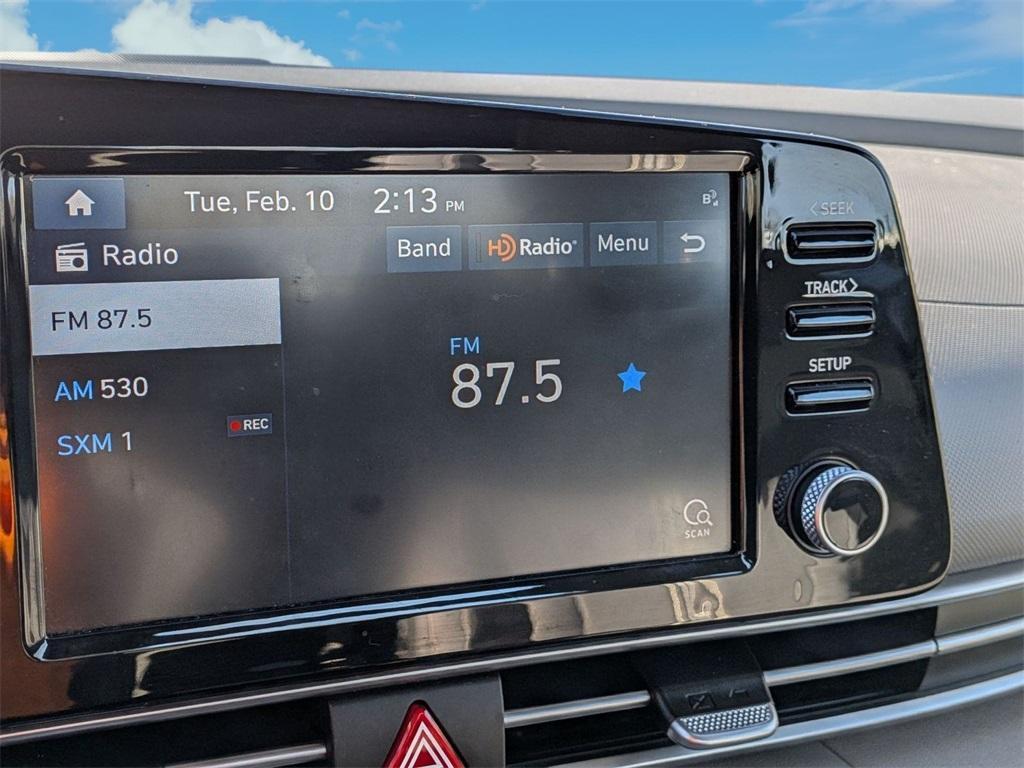 Tue, Feb. 10 2:13 PM B
Radio Band HD Radio Menu
FM 87.5
AM 530
SXM 1 REC
FM
87.5
SCAN
<SEEK
TRACK>
SETUP